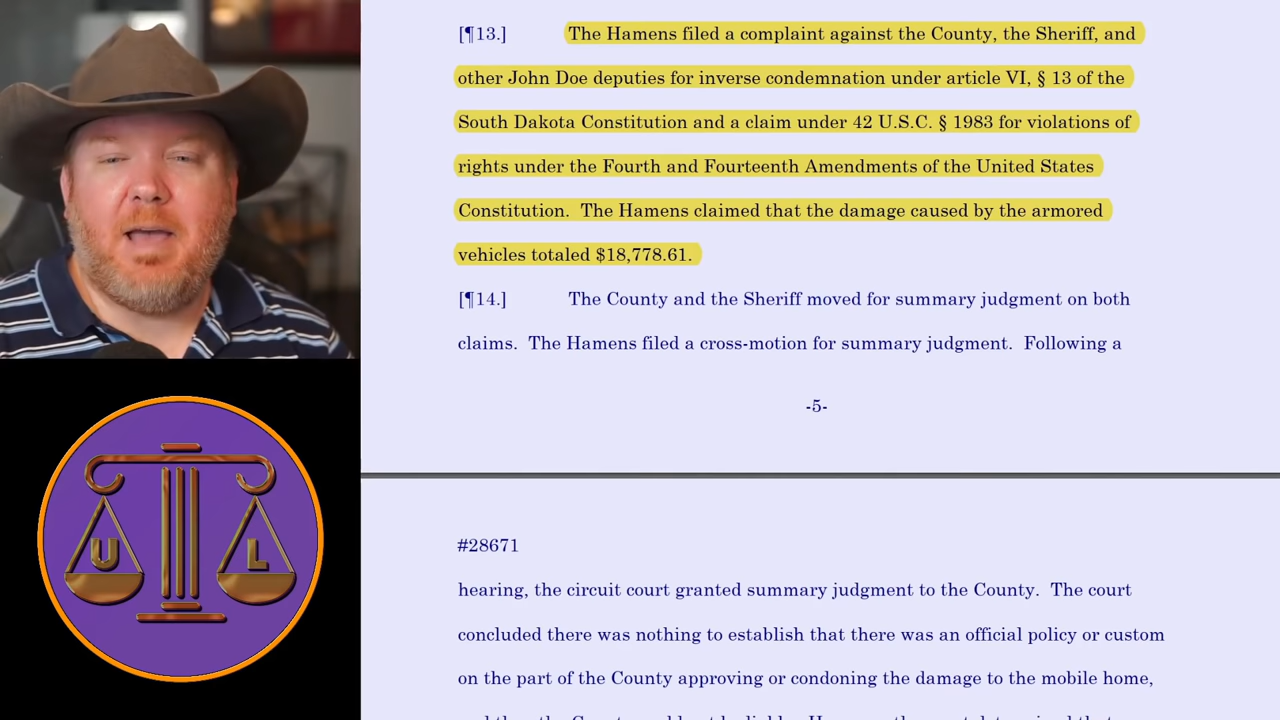 [¶13.] The Hamens filed a complaint against the County, the Sheriff, and
other John Doe deputies for inverse condemnation under article VI, § 13 of the
South Dakota Constitution and a claim under 42 U.S.C. § 1983 for violations of
rights under the Fourth and Fourteenth Amendments of the United States
Constitution. The Hamens claimed that the damage caused by the armored
vehicles totaled $18,778.61.
[¶14.] The County and the Sheriff moved for summary judgment on both
claims. The Hamens filed a cross-motion for summary judgment. Following a
-5-
#28671
hearing, the circuit court granted summary judgment to the County. The court
concluded there was nothing to establish that there was an official policy or custom
on the part of the County approving or condoning the damage to the mobile home,
U L